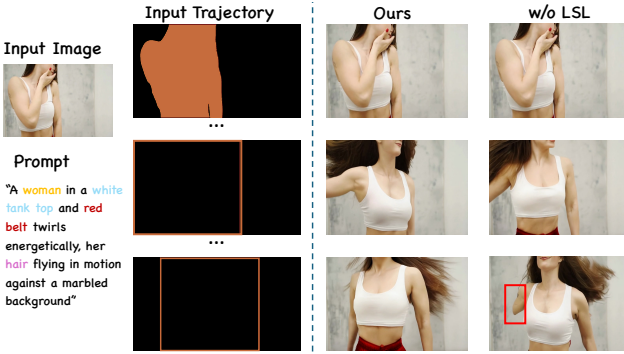 Input Trajectory
Ours
w/o LSL
Input Image
...
Prompt
"A woman in a white
tank top and red
belt twirls
energetically, her
hair flying in motion
against a marbled
background"
...